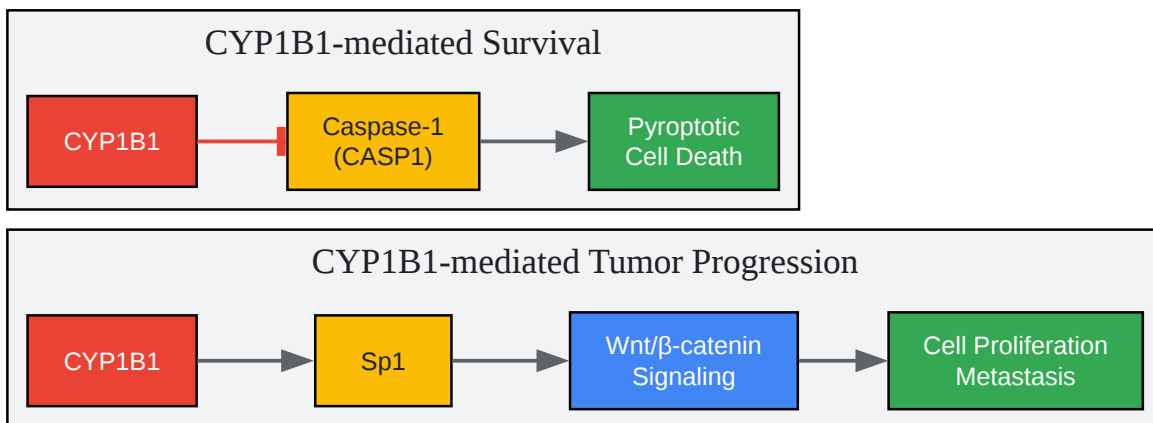 CYP1B1-mediated Survival
CYP1B1
Caspase-1
(CASP1)
Pyroptotic
Cell Death
CYP1B1-mediated Tumor Progression
CYP1B1
Sp1
Wnt/β-catenin
Signaling
Cell Proliferation
Metastasis